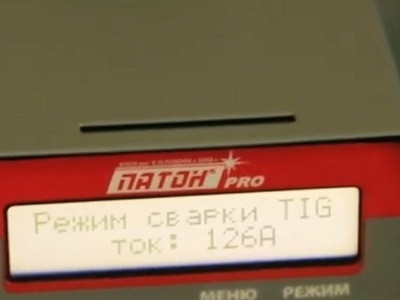 ПАТОН® PRO
Режим сварки TIG
ток: 126А
МЕНЮ РЕЖИМ